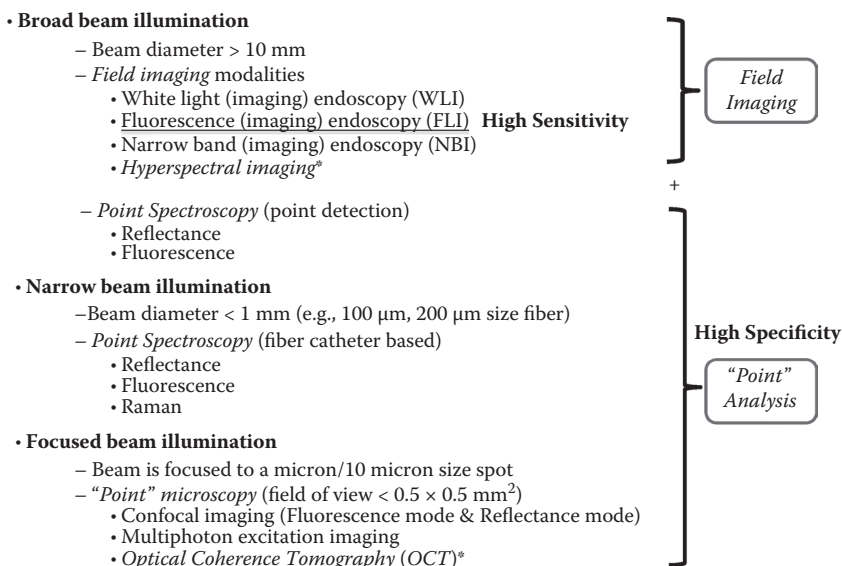 • Broad beam illumination
– Beam diameter > 10 mm
– Field imaging modalities
• White light (imaging) endoscopy (WLI)
• Fluorescence (imaging) endoscopy (FLI) High Sensitivity
• Narrow band (imaging) endoscopy (NBI)
• Hyperspectral imaging*
Field
Imaging
+
– Point Spectroscopy (point detection)
• Reflectance
• Fluorescence
• Narrow beam illumination
–Beam diameter < 1 mm (e.g., 100 μm, 200 μm size fiber)
– Point Spectroscopy (fiber catheter based)
• Reflectance
• Fluorescence
• Raman
• Focused beam illumination
– Beam is focused to a micron/10 micron size spot
– “Point” microscopy (field of view < 0.5 × 0.5 mm²)
• Confocal imaging (Fluorescence mode & Reflectance mode)
• Multiphoton excitation imaging
• Optical Coherence Tomography (OCT)*
High Specificity
“Point”
Analysis